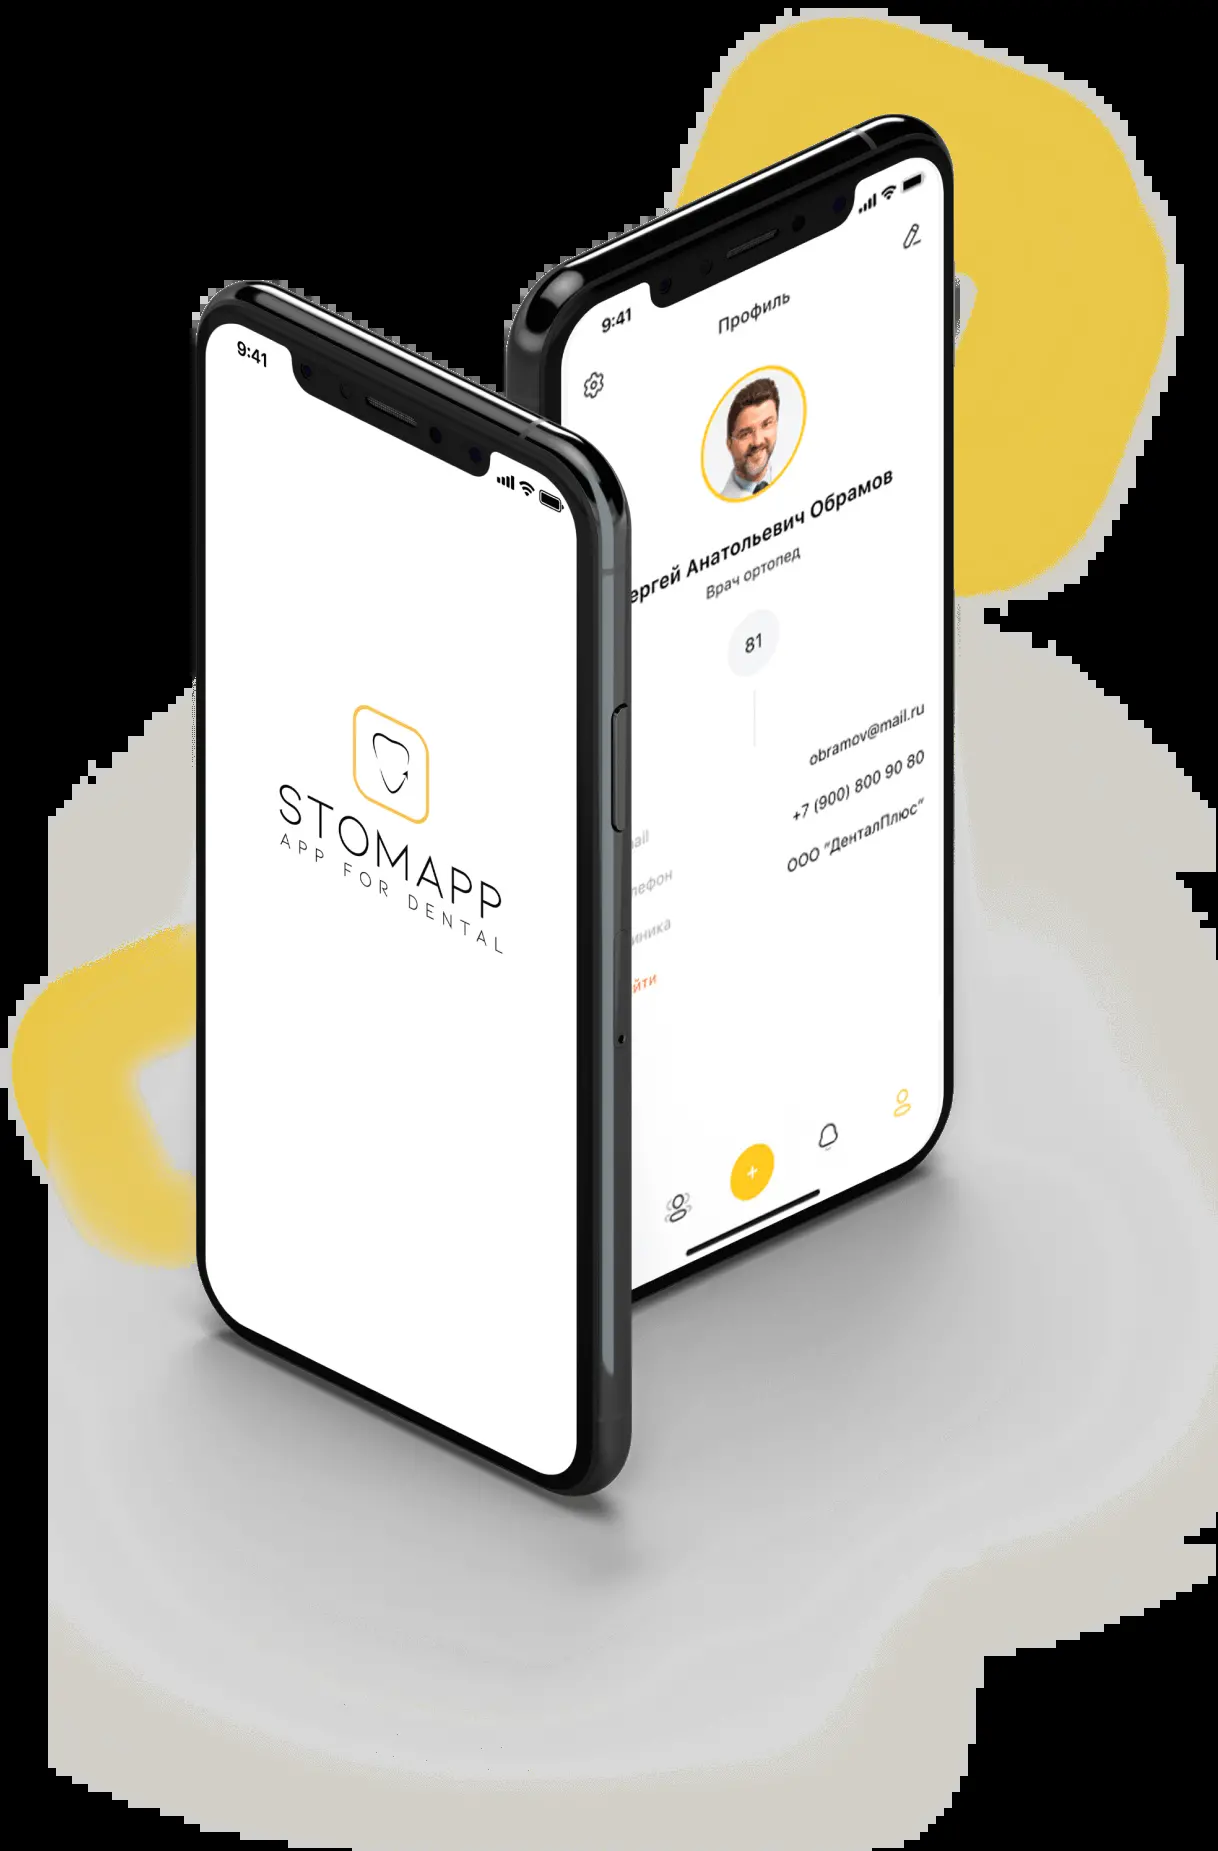 9:41
STOMAPP
APP FOR DENTAL
9:41
Профиль
ергей Анатольевич Обрамов
Врач ортопед
81
obramov@mail.ru
+7 (900) 800 90 80
ООО "ДенталПлюс"
ail
лефон
иника
йти